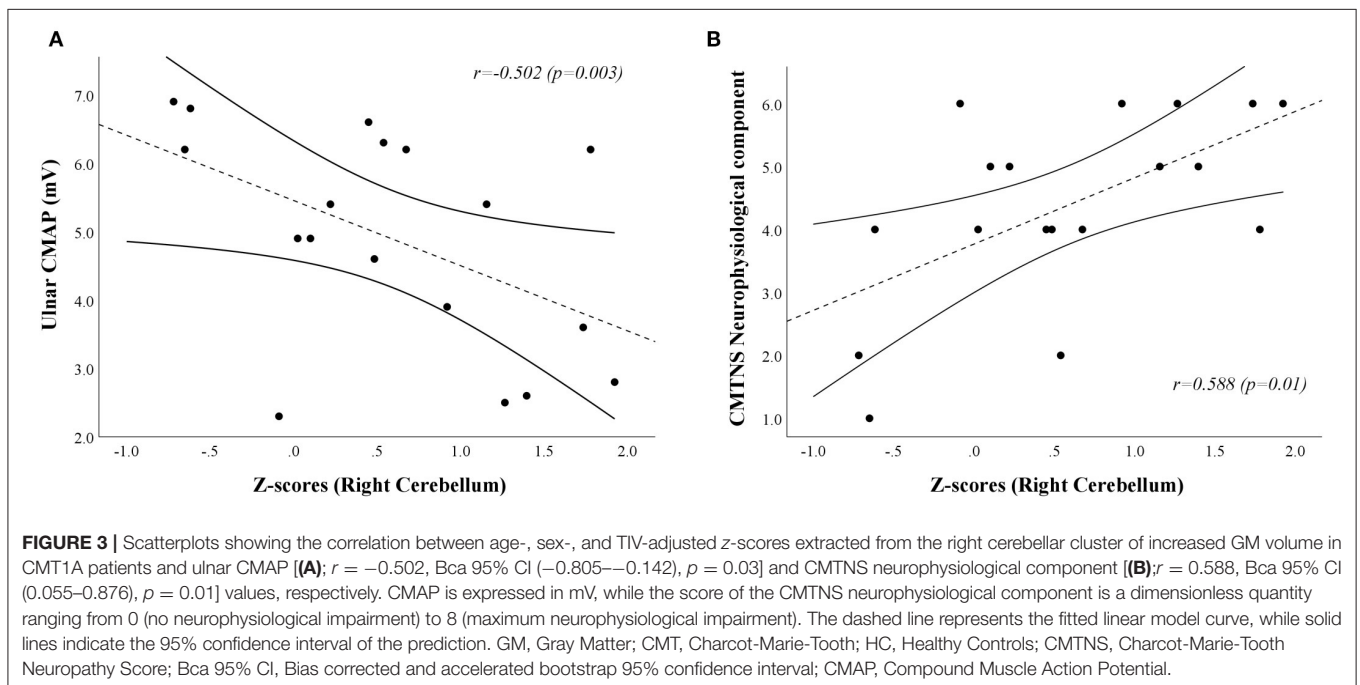 A
r=-0.502 (p=0.003)
Ulnar CMAP (mV)
7.0
6.0
5.0
4.0
3.0
2.0
-1.0 -.5 .0 .5 1.0 1.5 2.0
Z-scores (Right Cerebellum)
B
CMTNS Neurophysiological component
6.0
5.0
4.0
3.0
2.0
1.0
r=0.588 (p=0.01)
-1.0 -.5 .0 .5 1.0 1.5 2.0
Z-scores (Right Cerebellum)
FIGURE 3 | Scatterplots showing the correlation between age-, sex-, and TIV-adjusted z-scores extracted from the right cerebellar cluster of increased GM volume in
CMT1A patients and ulnar CMAP [(A); r = −0.502, Bca 95% CI (−0.805–−0.142), p = 0.03] and CMTNS neurophysiological component [(B);r = 0.588, Bca 95% CI
(0.055–0.876), p = 0.01] values, respectively. CMAP is expressed in mV, while the score of the CMTNS neurophysiological component is a dimensionless quantity
ranging from 0 (no neurophysiological impairment) to 8 (maximum neurophysiological impairment). The dashed line represents the fitted linear model curve, while solid
lines indicate the 95% confidence interval of the prediction. GM, Gray Matter; CMT, Charcot-Marie-Tooth; HC, Healthy Controls; CMTNS, Charcot-Marie-Tooth
Neuropathy Score; Bca 95% CI, Bias corrected and accelerated bootstrap 95% confidence interval; CMAP, Compound Muscle Action Potential.